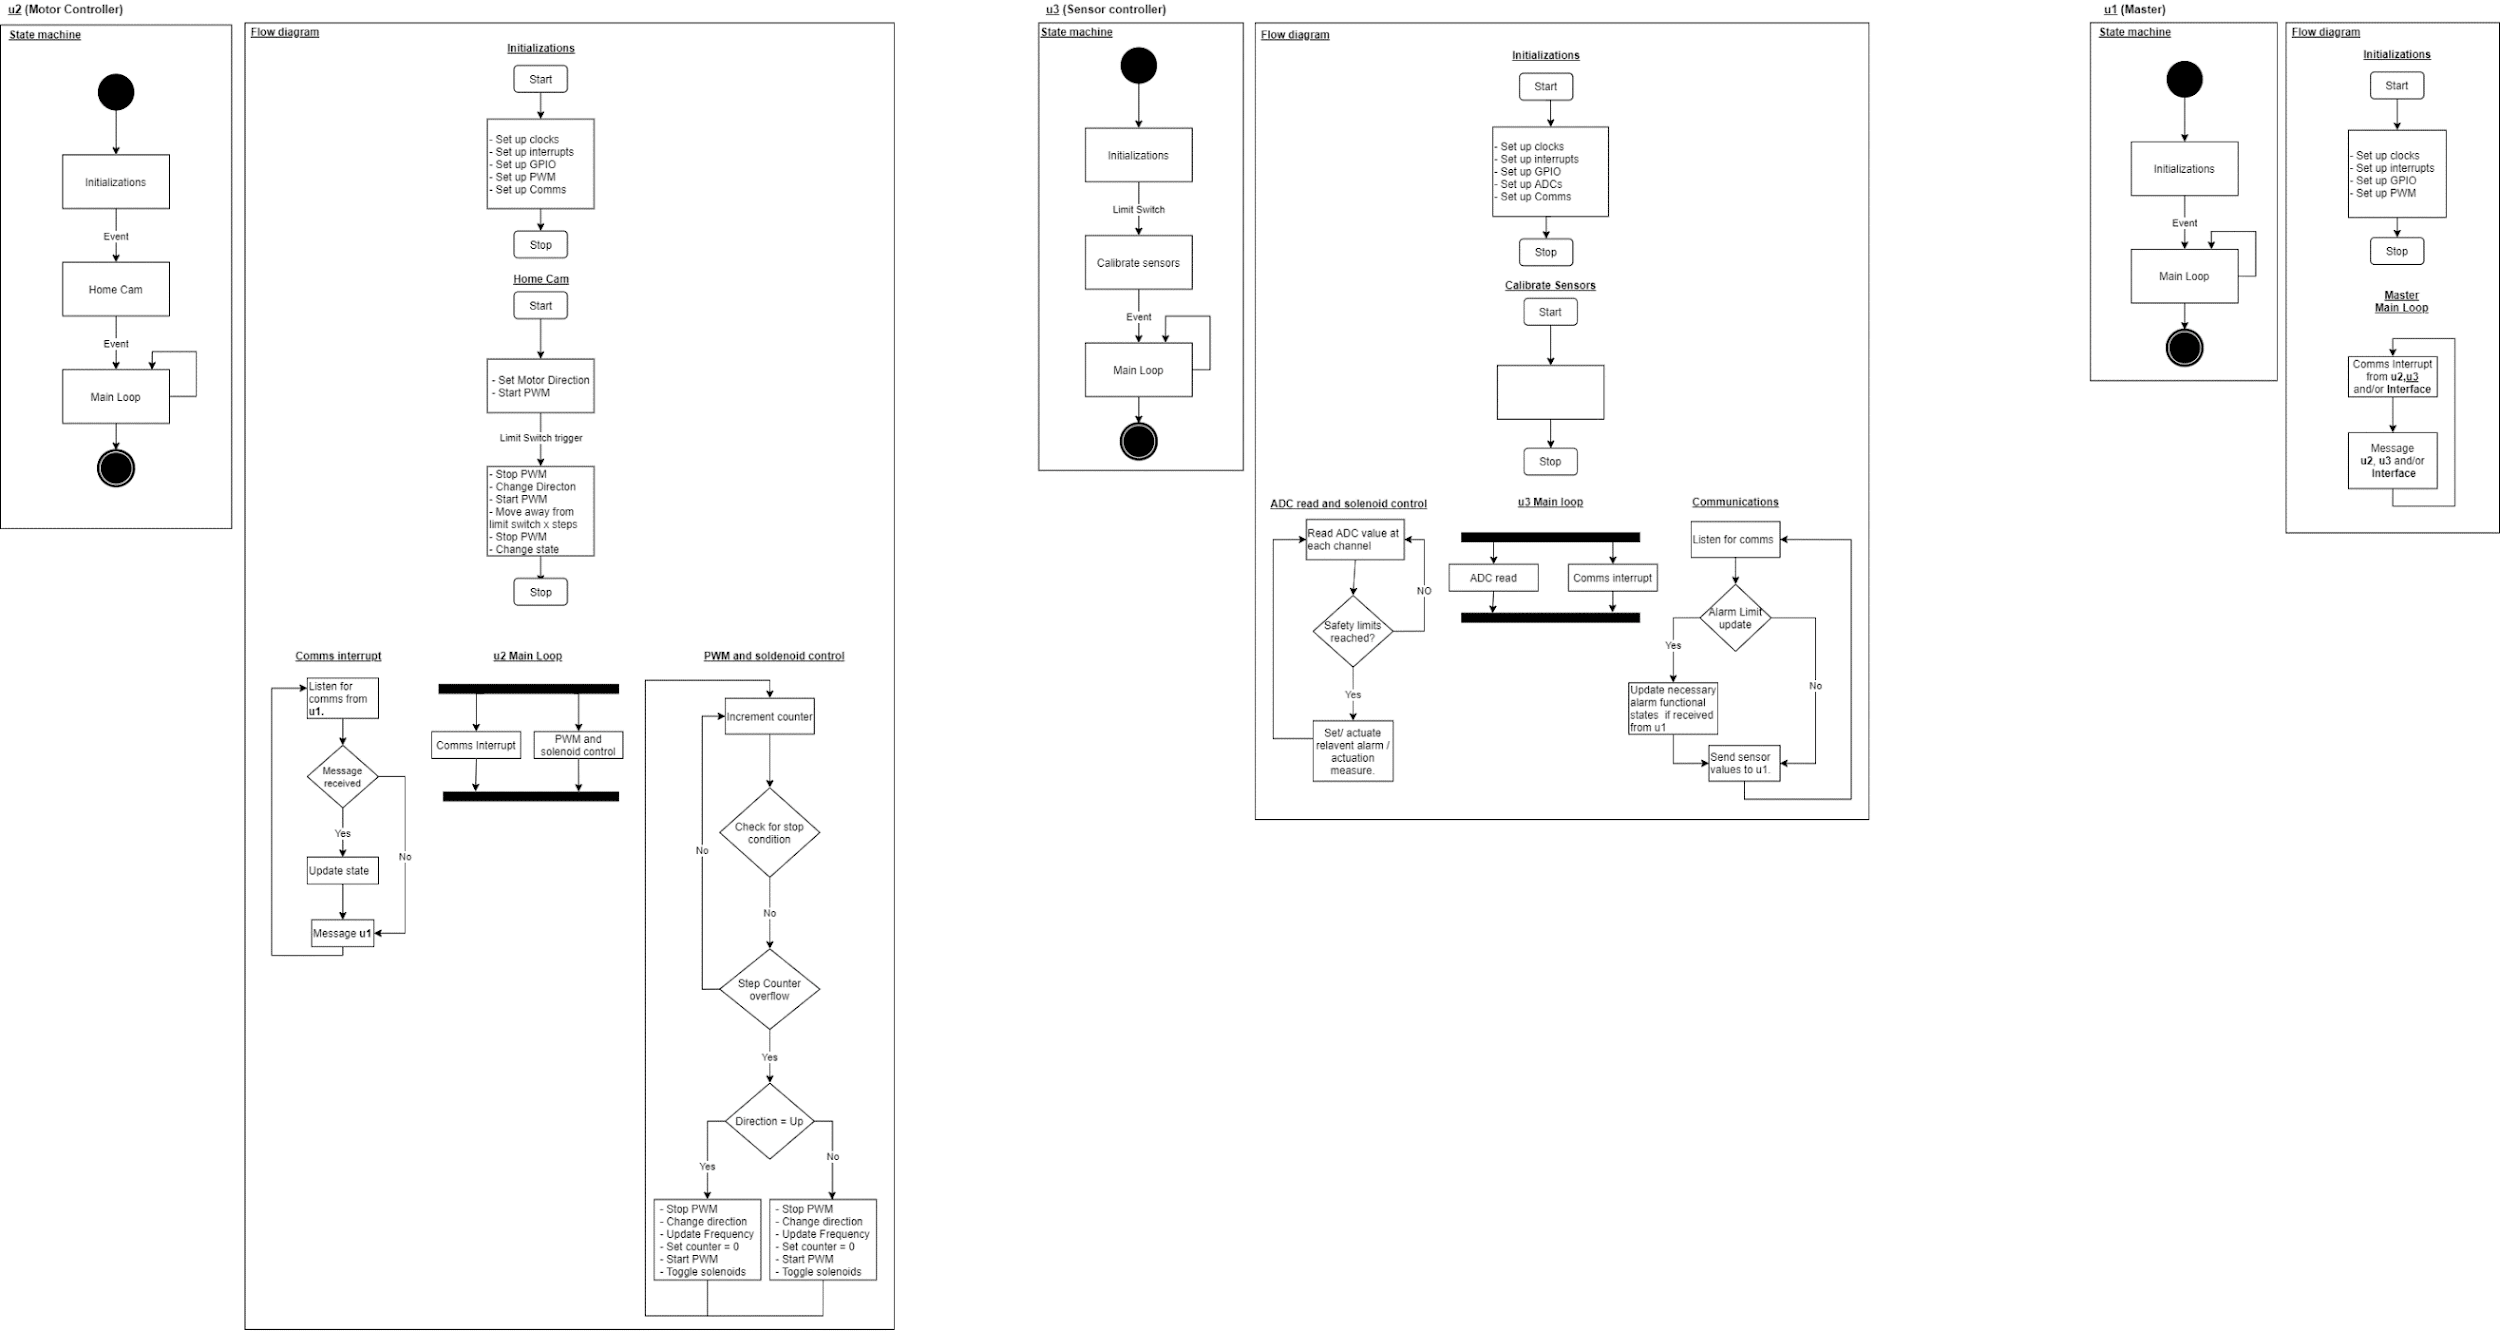 u2 (Motor Controller)
State machine
Initializations
Event
Home Cam
Event
Main Loop
Flow diagram
Initializations
Start
- Set up clocks
- Set up interrupts
- Set up GPIO
- Set up PWM
- Set up Comms
Stop
Home Cam
Start
- Set Motor Direction
- Start PWM
Limit Switch trigger
- Stop PWM
- Change Directon
- Start PWM
- Move away from
limit switch x steps
- Stop PWM
- Change state
Stop
Comms interrupt
Listen for
comms from
u1.
Message
received
Yes
No
Update state
Message u1
u2 Main Loop
Comms Interrupt
PWM and
solenoid control
PWM and soldenoid control
Increment counter
Check for stop
condition
No
No
Step Counter
overflow
Yes
Direction = Up
Yes
No
- Stop PWM
- Change direction
- Update Frequency
- Set counter = 0
- Start PWM
- Toggle solenoids
- Stop PWM
- Change direction
- Update Frequency
- Set counter = 0
- Start PWM
- Toggle solenoids
u3 (Sensor controller)
State machine
Initializations
Limit Switch
Calibrate sensors
Event
Main Loop
Flow diagram
Initializations
Start
- Set up clocks
- Set up interrupts
- Set up GPIO
- Set up ADCs
- Set up Comms
Stop
Calibrate Sensors
Start
Stop
ADC read and solenoid control
Read ADC value at
each channel
NO
Safety limits
reached?
Yes
Set/ actuate
relavent alarm /
actuation
measure.
u3 Main loop
ADC read
Comms interrupt
Communications
Listen for comms
Alarm Limit
update
Yes
No
Update necessary
alarm functional
states if received
from u1
Send sensor
values to u1.
u1 (Master)
State machine
Initializations
Event
Main Loop
Flow diagram
Initializations
Start
- Set up clocks
- Set up interrupts
- Set up GPIO
- Set up PWM
Stop
Master
Main Loop
Comms Interrupt
from u2,u3
and/or Interface
Message
u2, u3 and/or
Interface